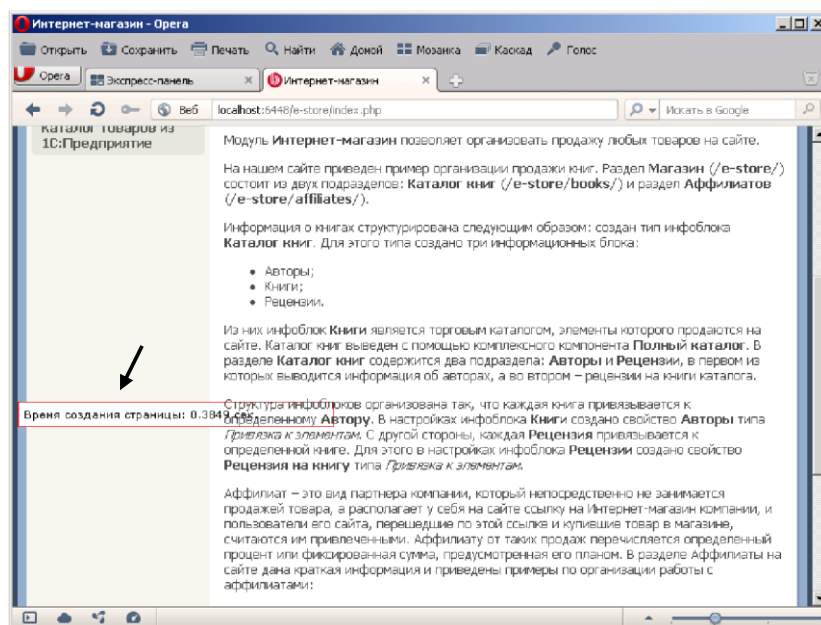 Интернет-магазин - Opera
Открыть Сохранить Печать Найти Домой Мозаика Каскад Голос
Opera Экспресс-панель Интернет-магазин
Веб localhost:6448/e-store/index.php Искать в Google
Каталог товаров из
1С:Предприятие
Модуль Интернет-магазин позволяет организовать продажу любых товаров на сайте.
На нашем сайте приведен пример организации продажи книг. Раздел Магазин (/e-store/)
состоит из двух подразделов: Каталог книг (/e-store/books/) и раздел Аффилиатов
(/e-store/affiliates/).
Информация о книгах структурирована следующим образом: создан тип инфоблока
Каталог книг. Для этого типа создано три информационных блока:
Авторы;
Книги;
Рецензии.
Из них инфоблок Книги является торговым каталогом, элементы которого продаются на
сайте. Каталог книг выведен с помощью комплексного компонента Полный каталог. В
разделе Каталог книг содержится два подраздела: Авторы и Рецензии, в первом из
которых выводится информация об авторах, а во втором – рецензии на книги каталога.
Время создания страницы: 0.3849 сек.
Структура инфоблоков организована так, что каждая книга привязывается к
определенному Автору. В настройках инфоблока Книги создано свойство Авторы типа
Привязка к элементам. С другой стороны, каждая Рецензия привязывается к
определенной книге. Для этого в настройках инфоблока Рецензии создано свойство
Рецензия на книгу типа Привязка к элементам.
Аффилиат – это вид партнера компании, который непосредственно не занимается
продажей товара, а располагает у себя на сайте ссылку на Интернет-магазин компании, и
пользователи его сайта, перешедшие по этой ссылке и купившие товар в магазине,
считаются им привлеченными. Аффилиату от таких продаж перечисляется определенный
процент или фиксированная сумма, предусмотренная его планом. В разделе Аффилиаты на
сайте дана краткая информация и приведены примеры по организации работы с
аффилиатами: